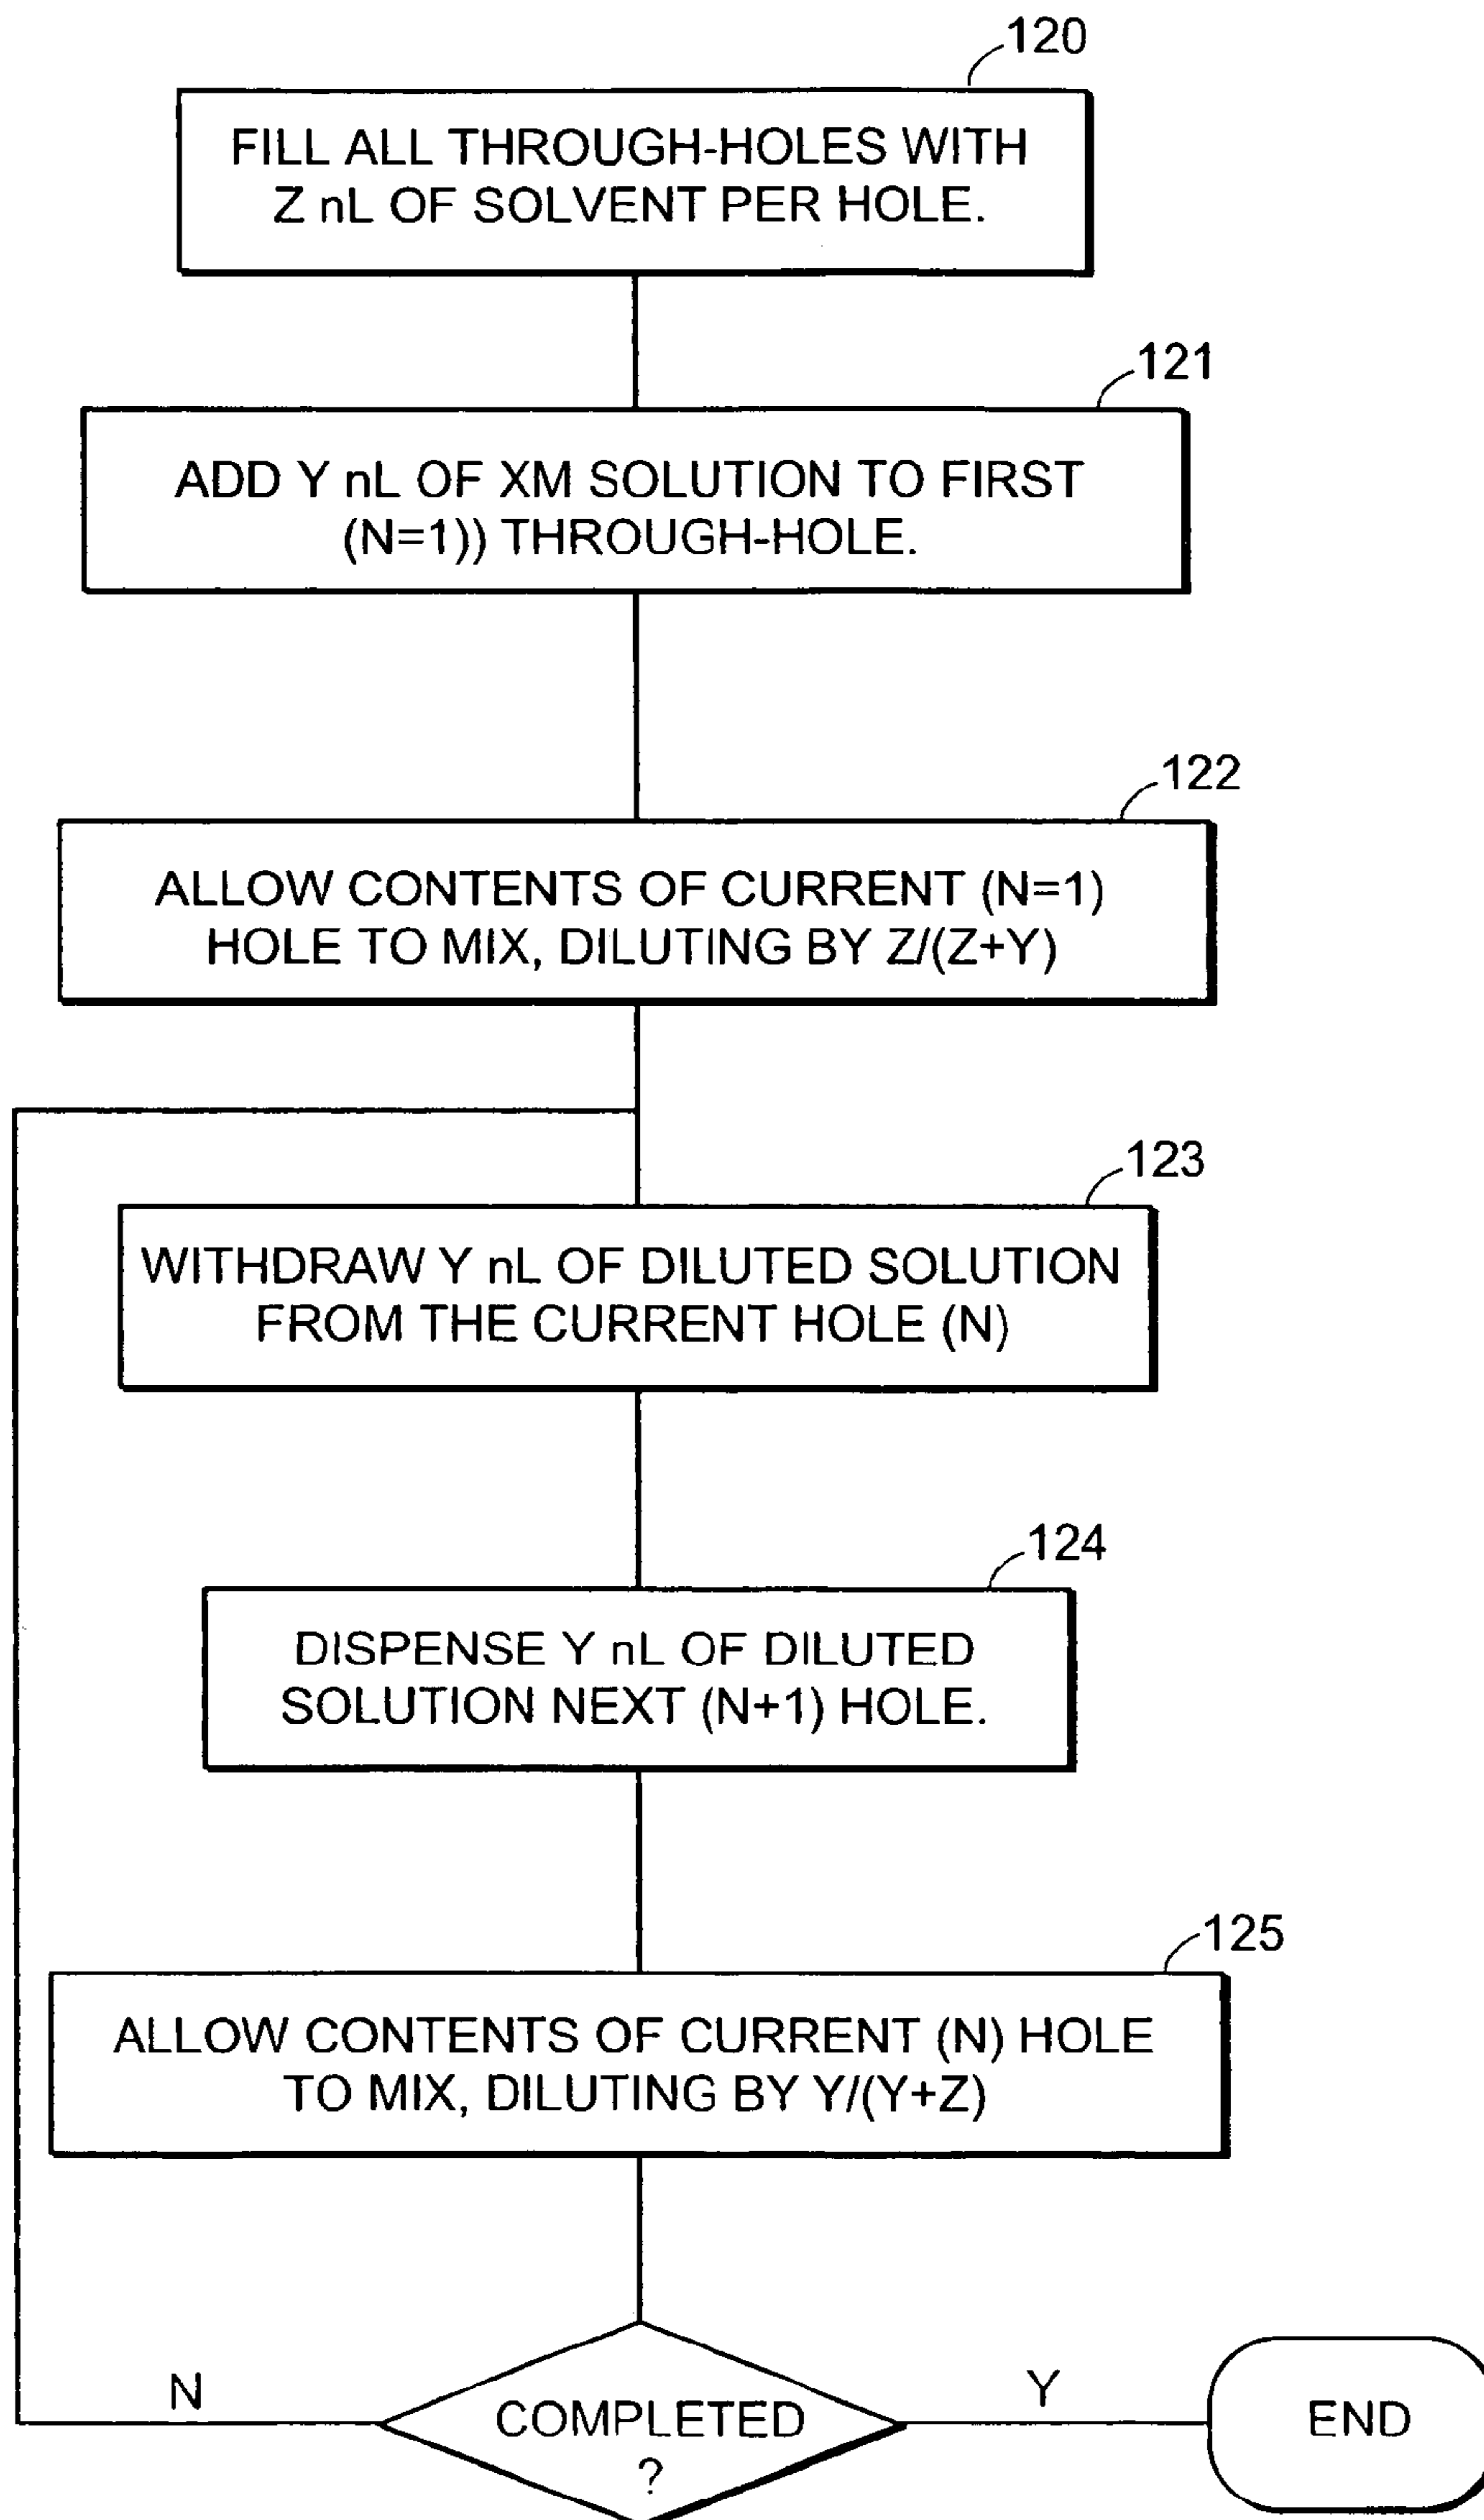 120
FILL ALL THROUGH-HOLES WITH
Z nL OF SOLVENT PER HOLE.
121
ADD Y nL OF XM SOLUTION TO FIRST
(N=1)) THROUGH-HOLE.
122
ALLOW CONTENTS OF CURRENT (N=1)
HOLE TO MIX, DILUTING BY Z/(Z+Y)
123
WITHDRAW Y nL OF DILUTED SOLUTION
FROM THE CURRENT HOLE (N)
124
DISPENSE Y nL OF DILUTED
SOLUTION NEXT (N+1) HOLE.
125
ALLOW CONTENTS OF CURRENT (N) HOLE
TO MIX, DILUTING BY Y/(Y+Z)
N
COMPLETED
?
Y
END